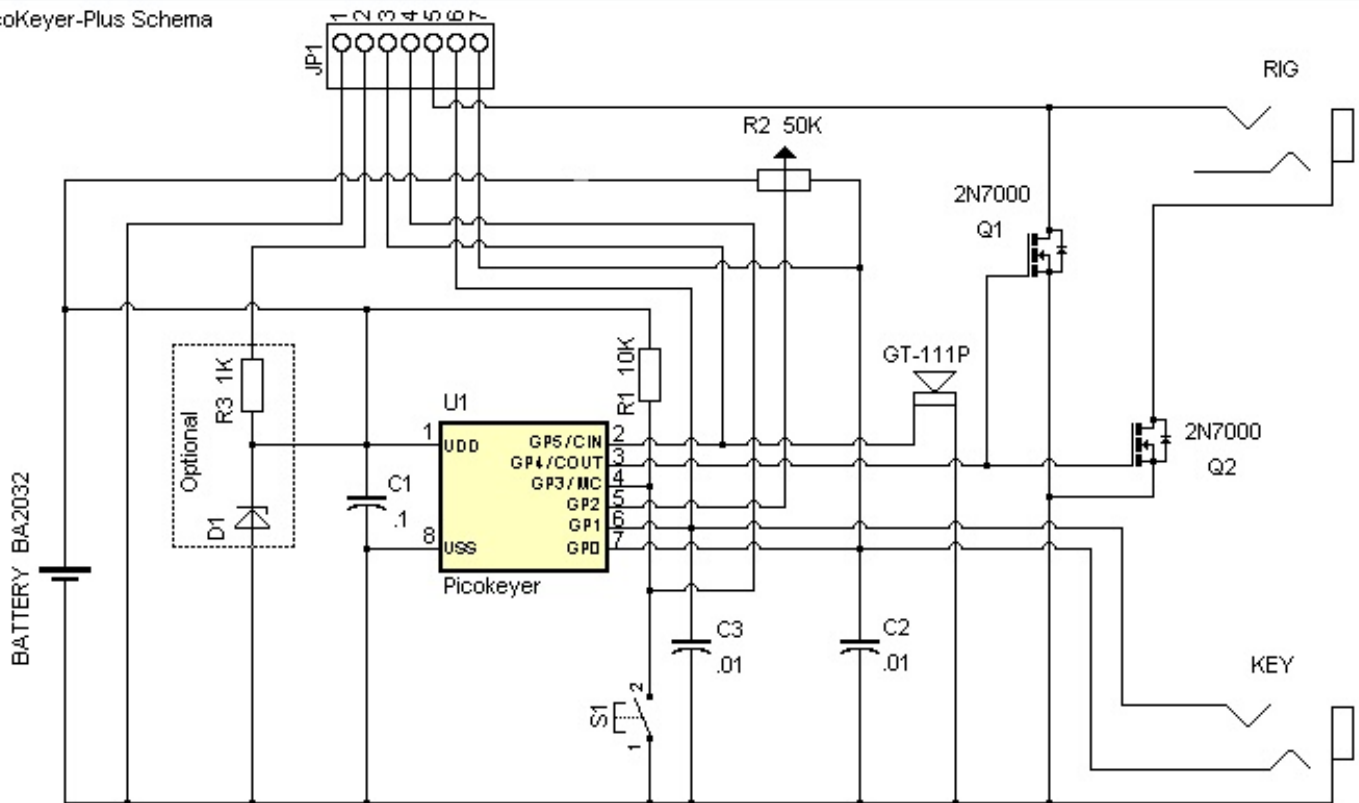 coKeyer-Plus Schema
1 2 3 4 5 6 7
JP1
RIG
R2 50K
2N7000
Q1
R3 1K
Optional
D1
R1 10K
GT-111P
U1
1 UDD
8 USS
GP5/CIN 2
GP4/COUT 3
GP3/MC 4
GP2 5
GP1 6
GP0 7
Picokeyer
C1
.1
2N7000
Q2
BATTERY BA2032
C3
.01
C2
.01
S1
2
1
KEY